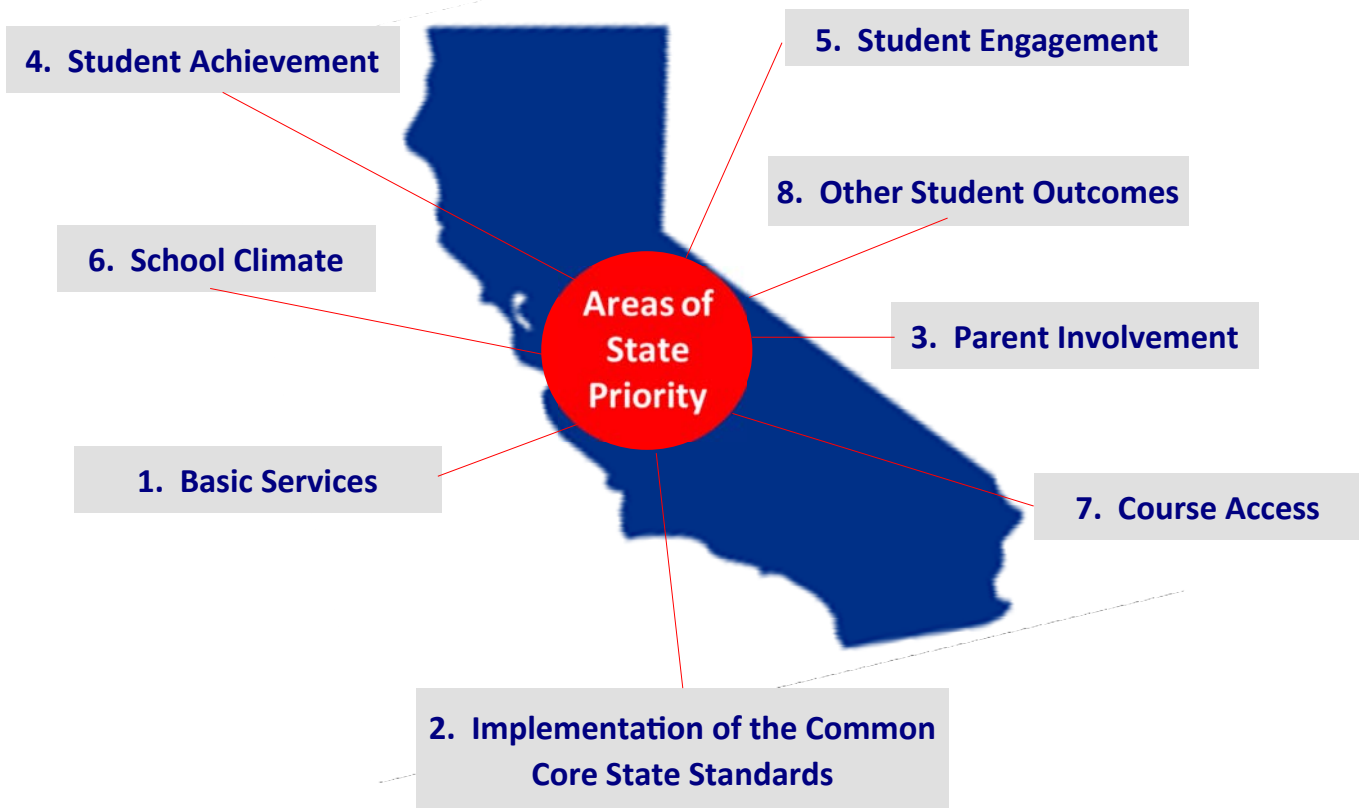 4. Student Achievement
5. Student Engagement
8. Other Student Outcomes
6. School Climate
Areas of
State
Priority
3. Parent Involvement
1. Basic Services
7. Course Access
2. Implementation of the Common
Core State Standards